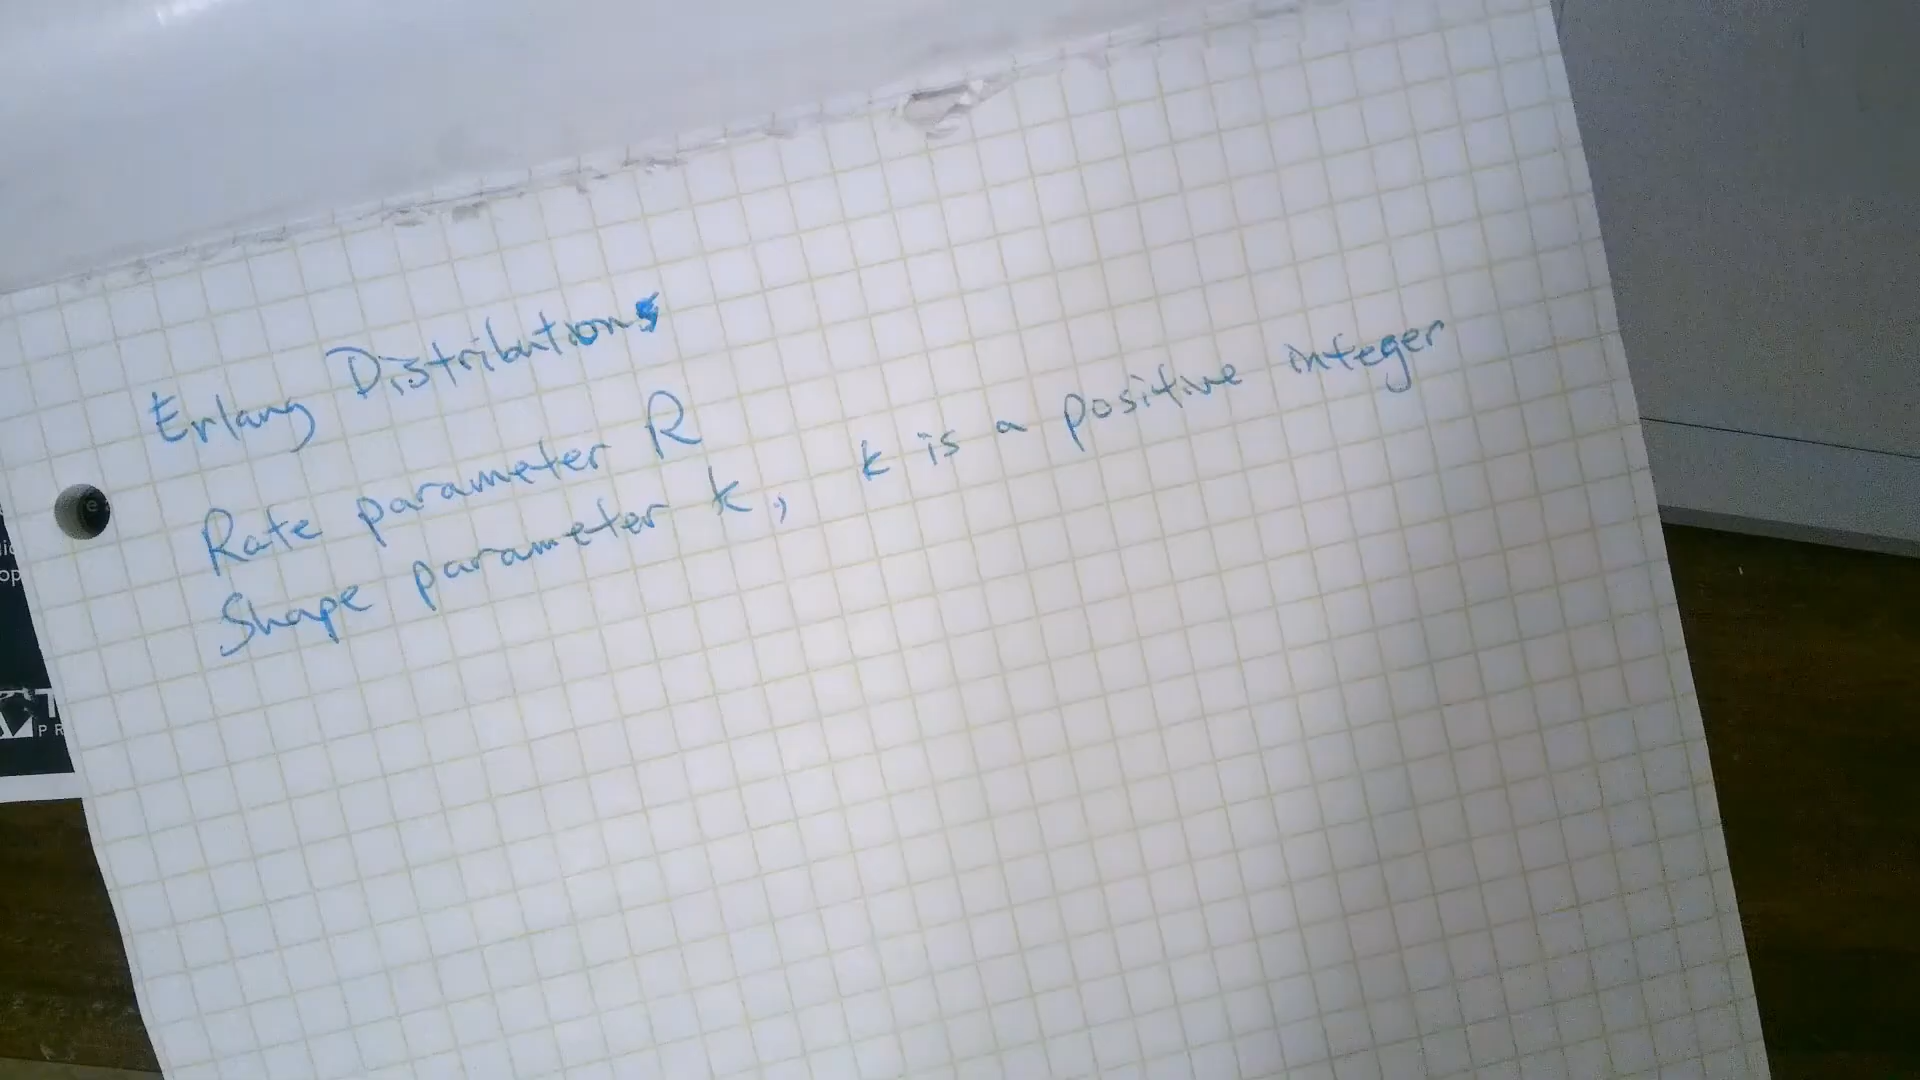 Erlang Distributions
Rate parameter R
Shape parameter k, k is a positive integer